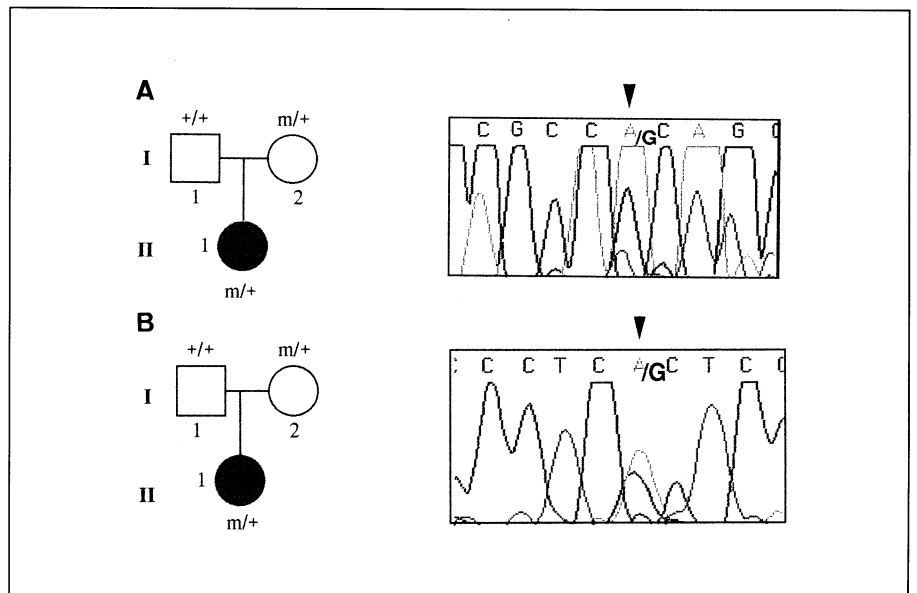 A
+/+ m/+
I
1 2
1
II
m/+
C G C C A/G C A G
B
+/+ m/+
I
1 2
1
II
m/+
C C T C A/G C T C